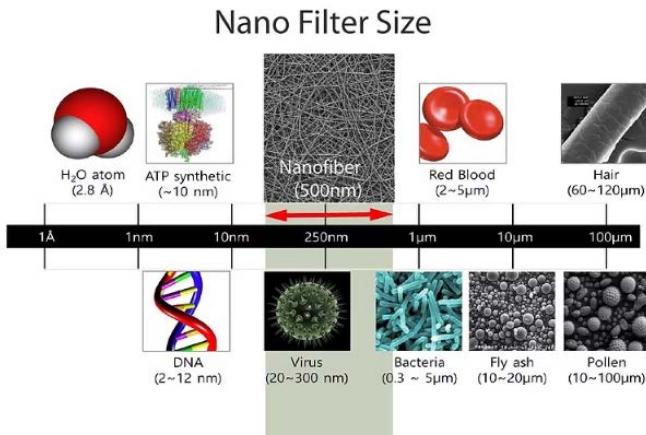 Nano Filter Size
H₂O atom
(2.8 Å)
ATP synthetic
(~10 nm)
Nanofiber
(500nm)
Red Blood
(2~5μm)
Hair
(60~120μm)
1Å
1nm
10nm
250nm
1μm
10μm
100μm
DNA
(2~12 nm)
Virus
(20~300 nm)
Bacteria
(0.3 ~ 5μm)
Fly ash
(10~20μm)
Pollen
(10~100μm)